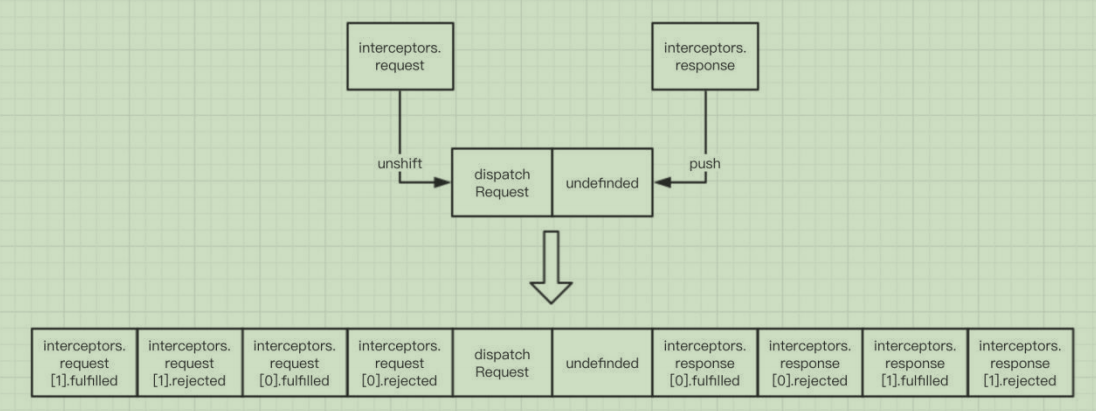 interceptors.
request
interceptors.
response
unshift
push
dispatch
Request
undefinded
interceptors.
request
[1].fulfilled
interceptors.
request
[1].rejected
interceptors.
request
[0].fulfilled
interceptors.
request
[0].rejected
dispatch
Request
undefinded
interceptors.
response
[0].fulfilled
interceptors.
response
[0].rejected
interceptors.
response
[1].fulfilled
interceptors.
response
[1].rejected